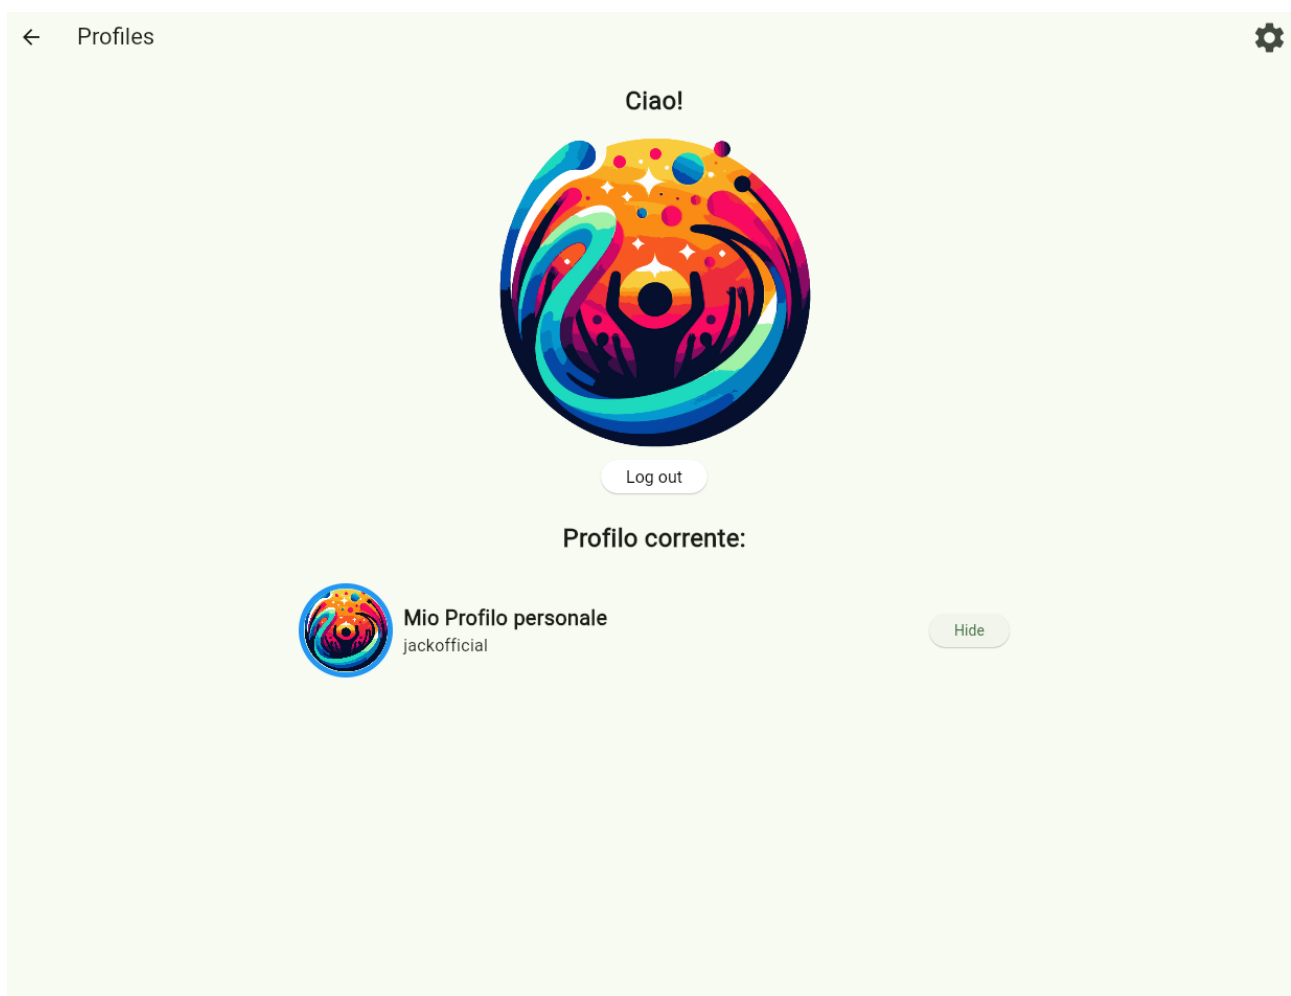 Profiles
Ciao!
Log out
Profilo corrente:
Mio Profilo personale
jackofficial
Hide